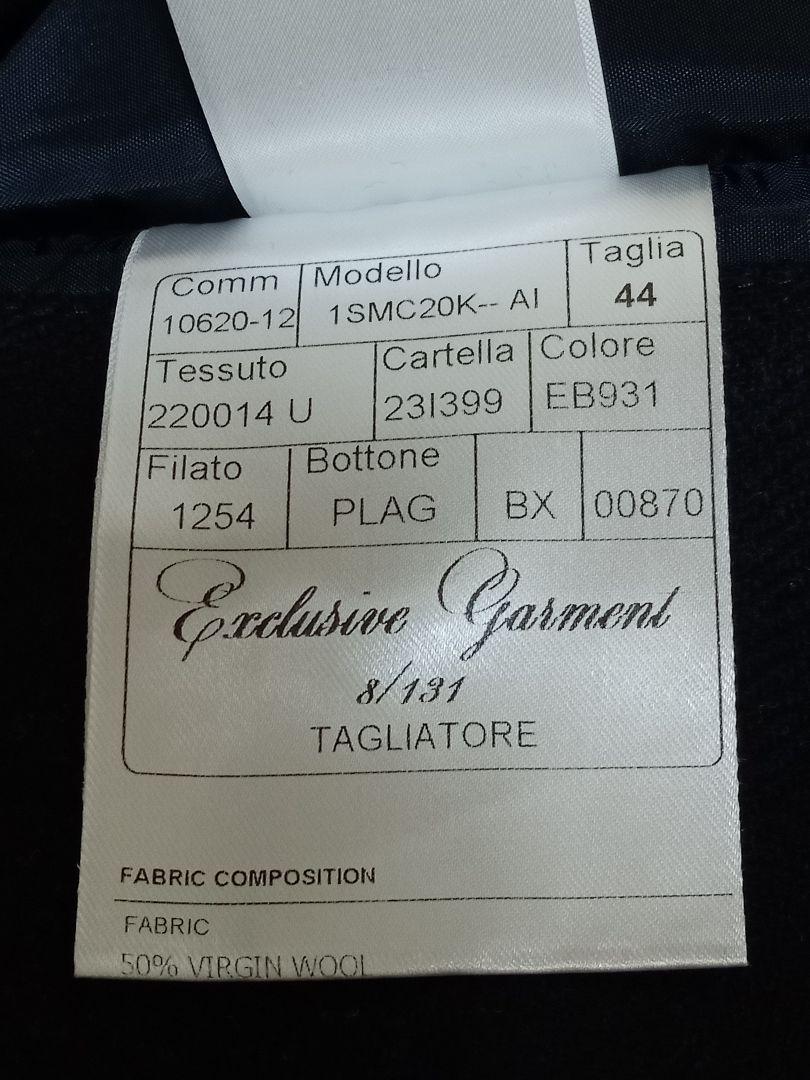 Comm Modello Taglia
10620-12 1SMC20K-- AI 44
Tessuto Cartella Colore
220014 U 23I399 EB931
Filato Bottone
1254 PLAG BX 00870
Exclusive Garment
8/131
TAGLIATORE
FABRIC COMPOSITION
FABRIC
50% VIRGIN WOOL